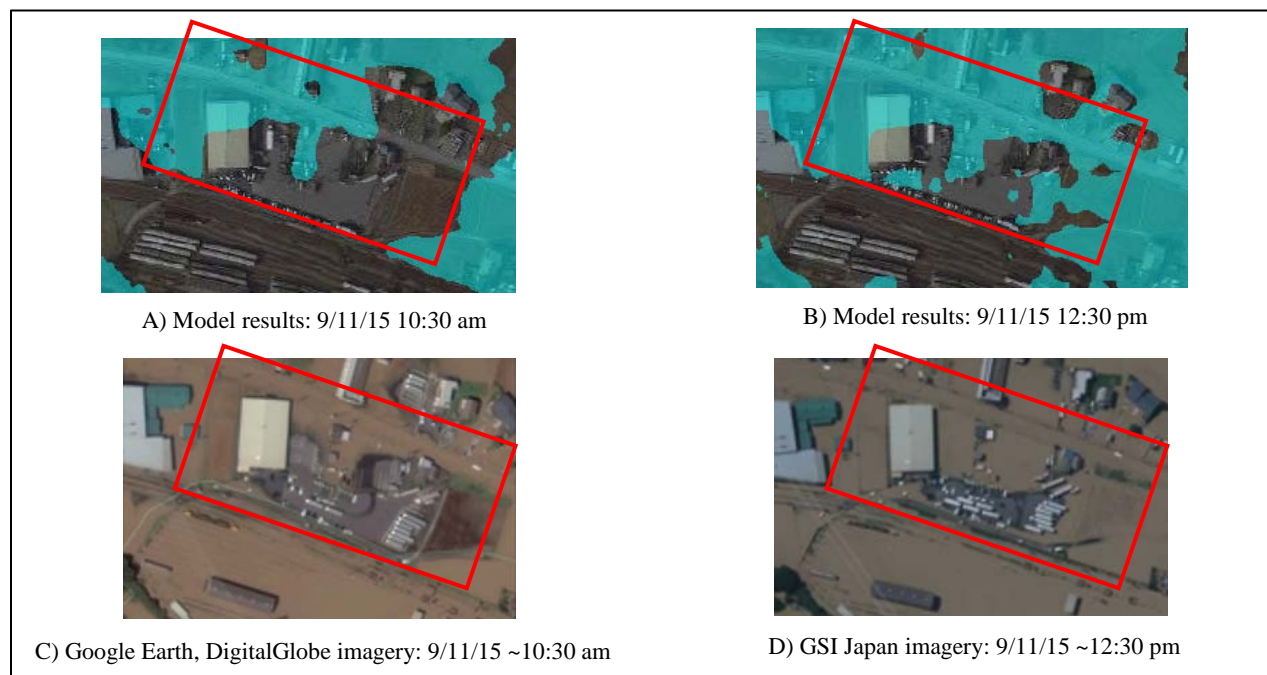 A) Model results: 9/11/15 10:30 am
B) Model results: 9/11/15 12:30 pm
C) Google Earth, DigitalGlobe imagery: 9/11/15 ~10:30 am
D) GSI Japan imagery: 9/11/15 ~12:30 pm